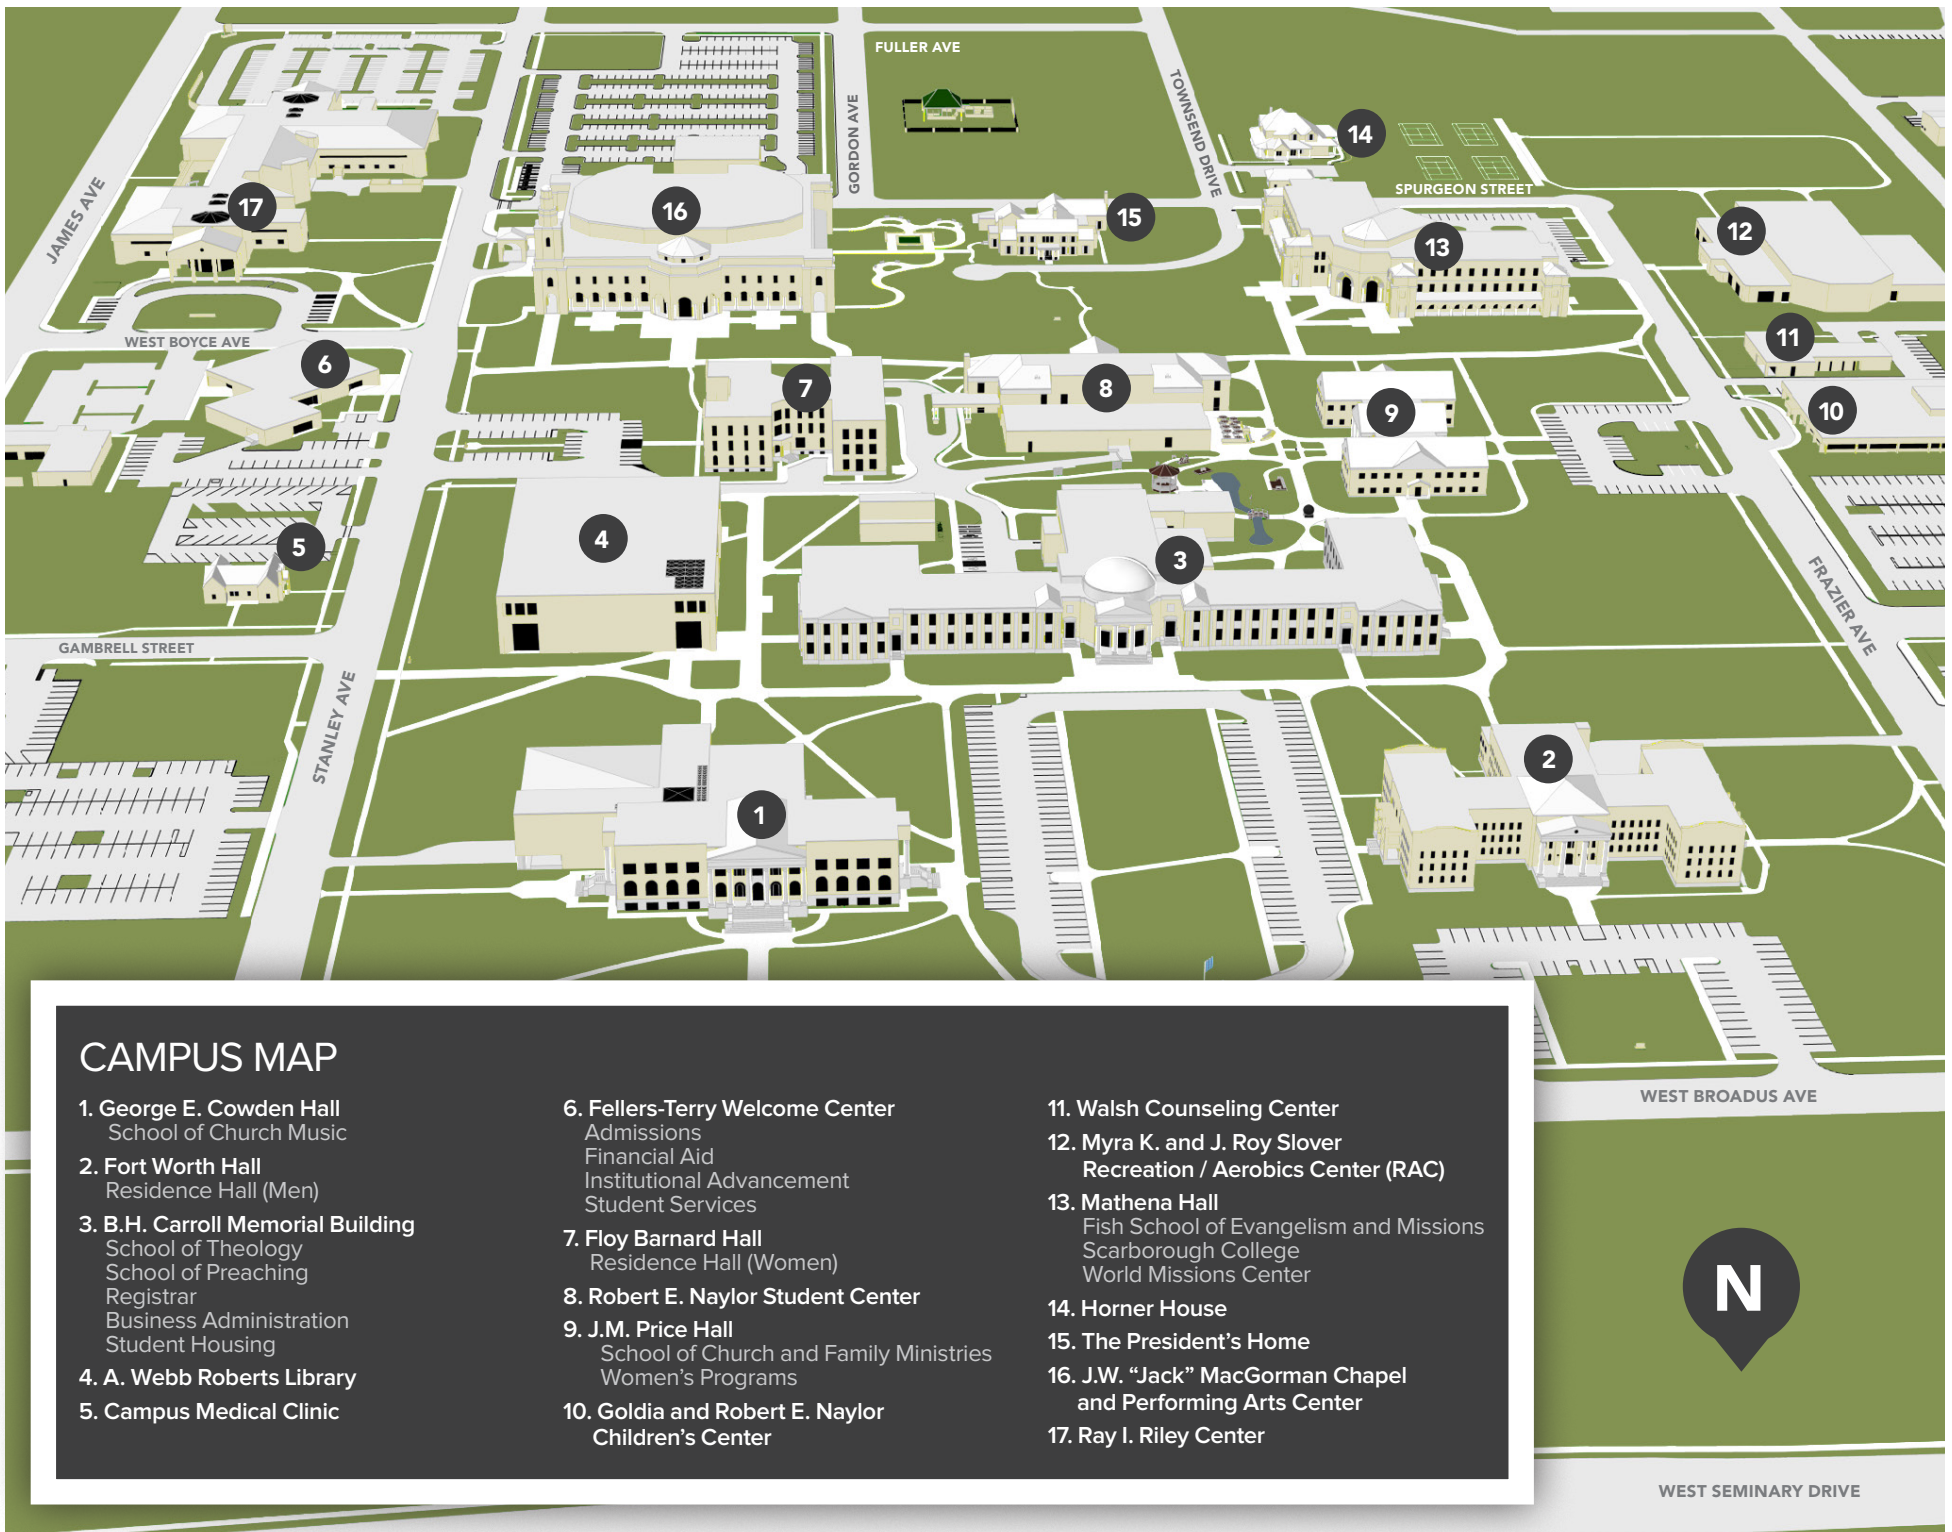 FULLER AVE
GORDON AVE
TOWNSEND DRIVE
14
SPURGEON STREET
JAMES AVE
17
16
15
13
12
WEST BOYCE AVE
6
7
8
9
11
10
5
4
3
FRAZIER AVE
GAMBRELL STREET
STANLEY AVE
1
2
CAMPUS MAP
1. George E. Cowden Hall
School of Church Music
2. Fort Worth Hall
Residence Hall (Men)
3. B.H. Carroll Memorial Building
School of Theology
School of Preaching
Registrar
Business Administration
Student Housing
4. A. Webb Roberts Library
5. Campus Medical Clinic
6. Fellers-Terry Welcome Center
Admissions
Financial Aid
Institutional Advancement
Student Services
7. Floy Barnard Hall
Residence Hall (Women)
8. Robert E. Naylor Student Center
9. J.M. Price Hall
School of Church and Family Ministries
Women’s Programs
10. Goldia and Robert E. Naylor
Children’s Center
11. Walsh Counseling Center
12. Myra K. and J. Roy Slover
Recreation / Aerobics Center (RAC)
13. Mathena Hall
Fish School of Evangelism and Missions
Scarborough College
World Missions Center
14. Horner House
15. The President’s Home
16. J.W. “Jack” MacGorman Chapel
and Performing Arts Center
17. Ray I. Riley Center
WEST BROADUS AVE
N
WEST SEMINARY DRIVE